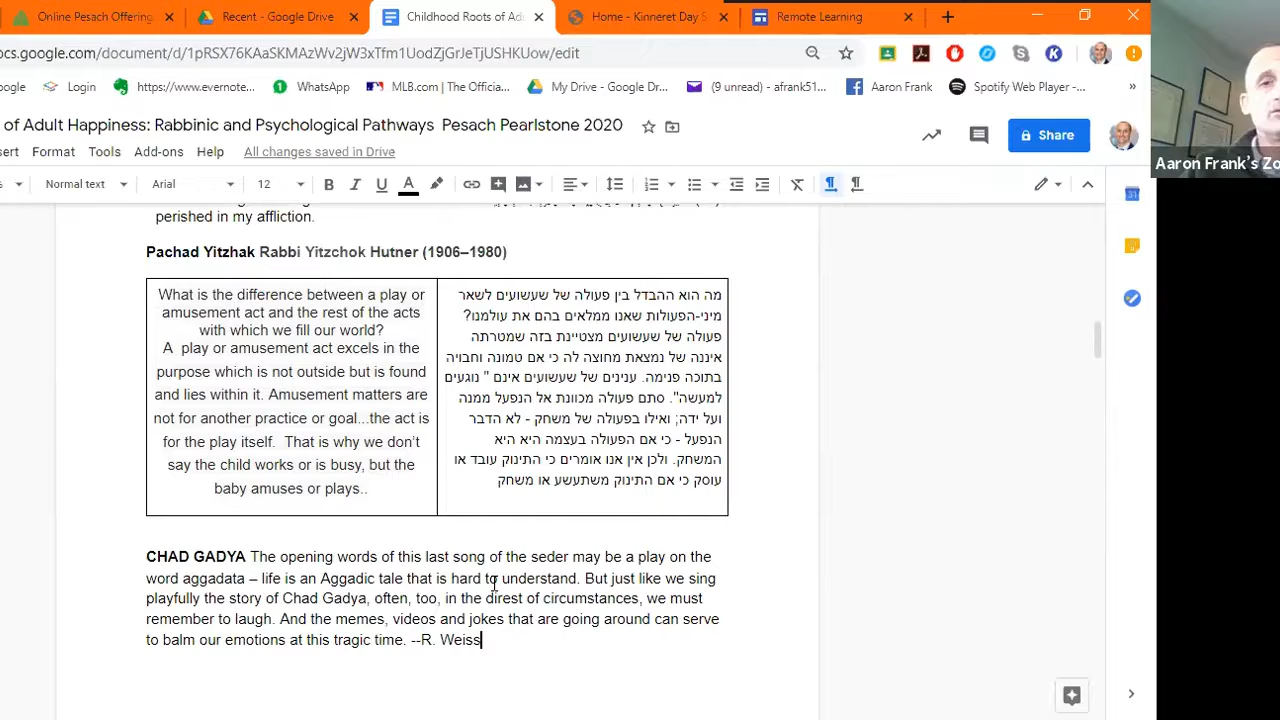 Online Pesach Offering
Recent - Google Drive
Childhood Roots of Ad
Home - Kinneret Day S
Remote Learning
ocs.google.com/document/d/1pRSX76KAaSKMAzWv2jW3xTfm1UodZjGrJeTjUSHKUow/edit
oogle
Login
http://www.evernote...
WhatsApp
MLB.com | The Officia...
My Drive - Google Dr...
(9 unread) - afrank51...
Aaron Frank
Spotify Web Player -...
of Adult Happiness: Rabbinic and Psychological Pathways Pesach Pearlstone 2020
Share
sert Format Tools Add-ons Help All changes saved in Drive
Aaron Frank's Zo
% Normal text Arial 12 B I U A
perished in my affliction.
Pachad Yitzhak Rabbi Yitzchok Hutner (1906–1980)
What is the difference between a play or
amusement act and the rest of the acts
with which we fill our world?
A play or amusement act excels in the
purpose which is not outside but is found
and lies within it. Amusement matters are
not for another practice or goal...the act is
for the play itself. That is why we don't
say the child works or is busy, but the
baby amuses or plays..
מה הוא ההבדל בין פעולה של שעשועים לשאר
מיני-הפעולות שאנו ממלאים בהם את עולמנו?
פעולה של שעשועים מצטיינת בזה שמטרתה
איננה של נמצאת מחוצה לה כי אם טמונה וחבויה
בתוכה פנימה. ענינים של שעשועים אינם " נוגעים
למעשה". סתם פעולה מכוונת אל הנפעל ממנה
ועל ידה; ואילו בפעולה של משחק - לא הדבר
הנפעל - כי אם הפעולה בעצמה היא היא
המשחק. ולכן אין אנו אומרים כי התינוק עובד או
עוסק כי אם התינוק משתעשע או משחק
CHAD GADYA The opening words of this last song of the seder may be a play on the
word aggadata – life is an Aggadic tale that is hard to understand. But just like we sing
playfully the story of Chad Gadya, often, too, in the direst of circumstances, we must
remember to laugh. And the memes, videos and jokes that are going around can serve
to balm our emotions at this tragic time. --R. Weiss